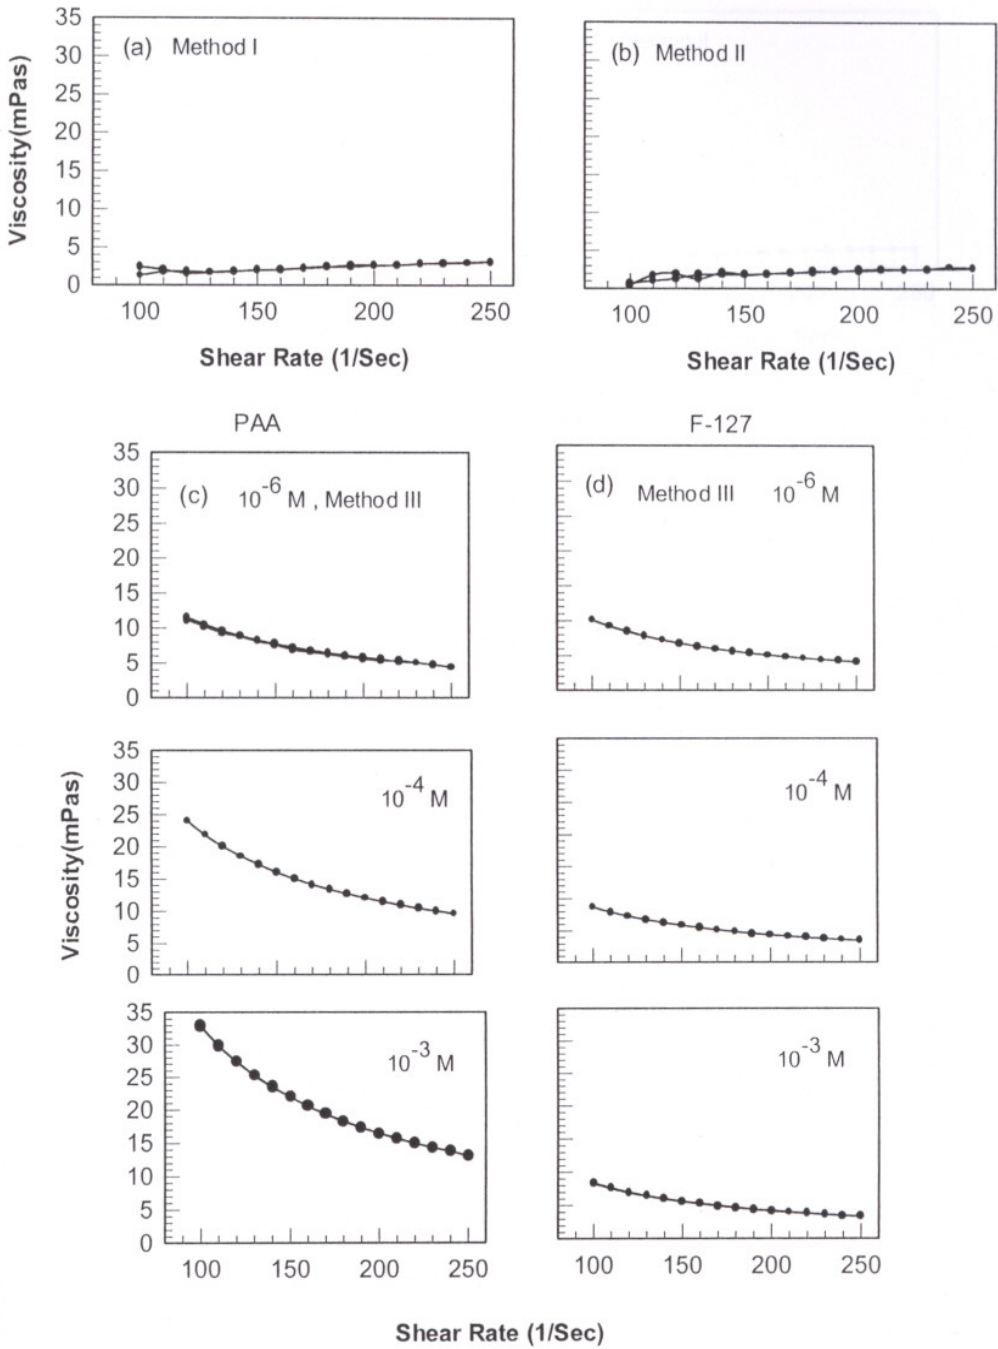 (a) Method I
(b) Method II
Viscosity(mPas)
35
30
25
20
15
10
5
0
100 150 200 250
100 150 200 250
Shear Rate (1/Sec)
Shear Rate (1/Sec)
PAA
F-127
35
30
25
20
15
10
5
0
(c) 10⁻⁶ M , Method III
(d) Method III 10⁻⁶ M
Viscosity(mPas)
35
30
25
20
15
10
5
0
10⁻⁴ M
10⁻⁴ M
35
30
25
20
15
10
5
0
10⁻³ M
10⁻³ M
100 150 200 250
100 150 200 250
Shear Rate (1/Sec)